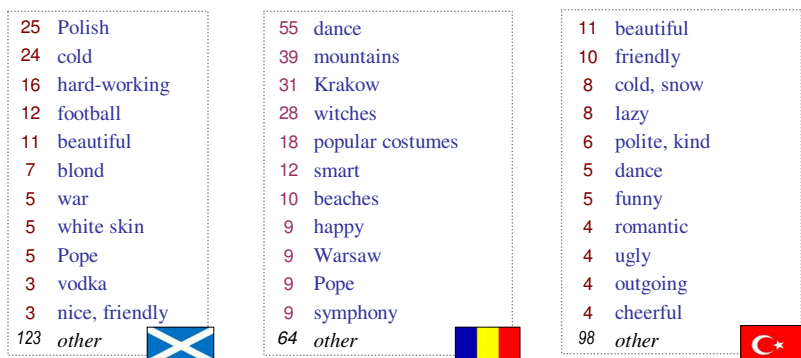 25 Polish
24 cold
16 hard-working
12 football
11 beautiful
7 blond
5 war
5 white skin
5 Pope
3 vodka
3 nice, friendly
123 other
55 dance
39 mountains
31 Krakow
28 witches
18 popular costumes
12 smart
10 beaches
9 happy
9 Warsaw
9 Pope
9 symphony
64 other
11 beautiful
10 friendly
8 cold, snow
8 lazy
6 polite, kind
5 dance
5 funny
4 romantic
4 ugly
4 outgoing
4 cheerful
98 other